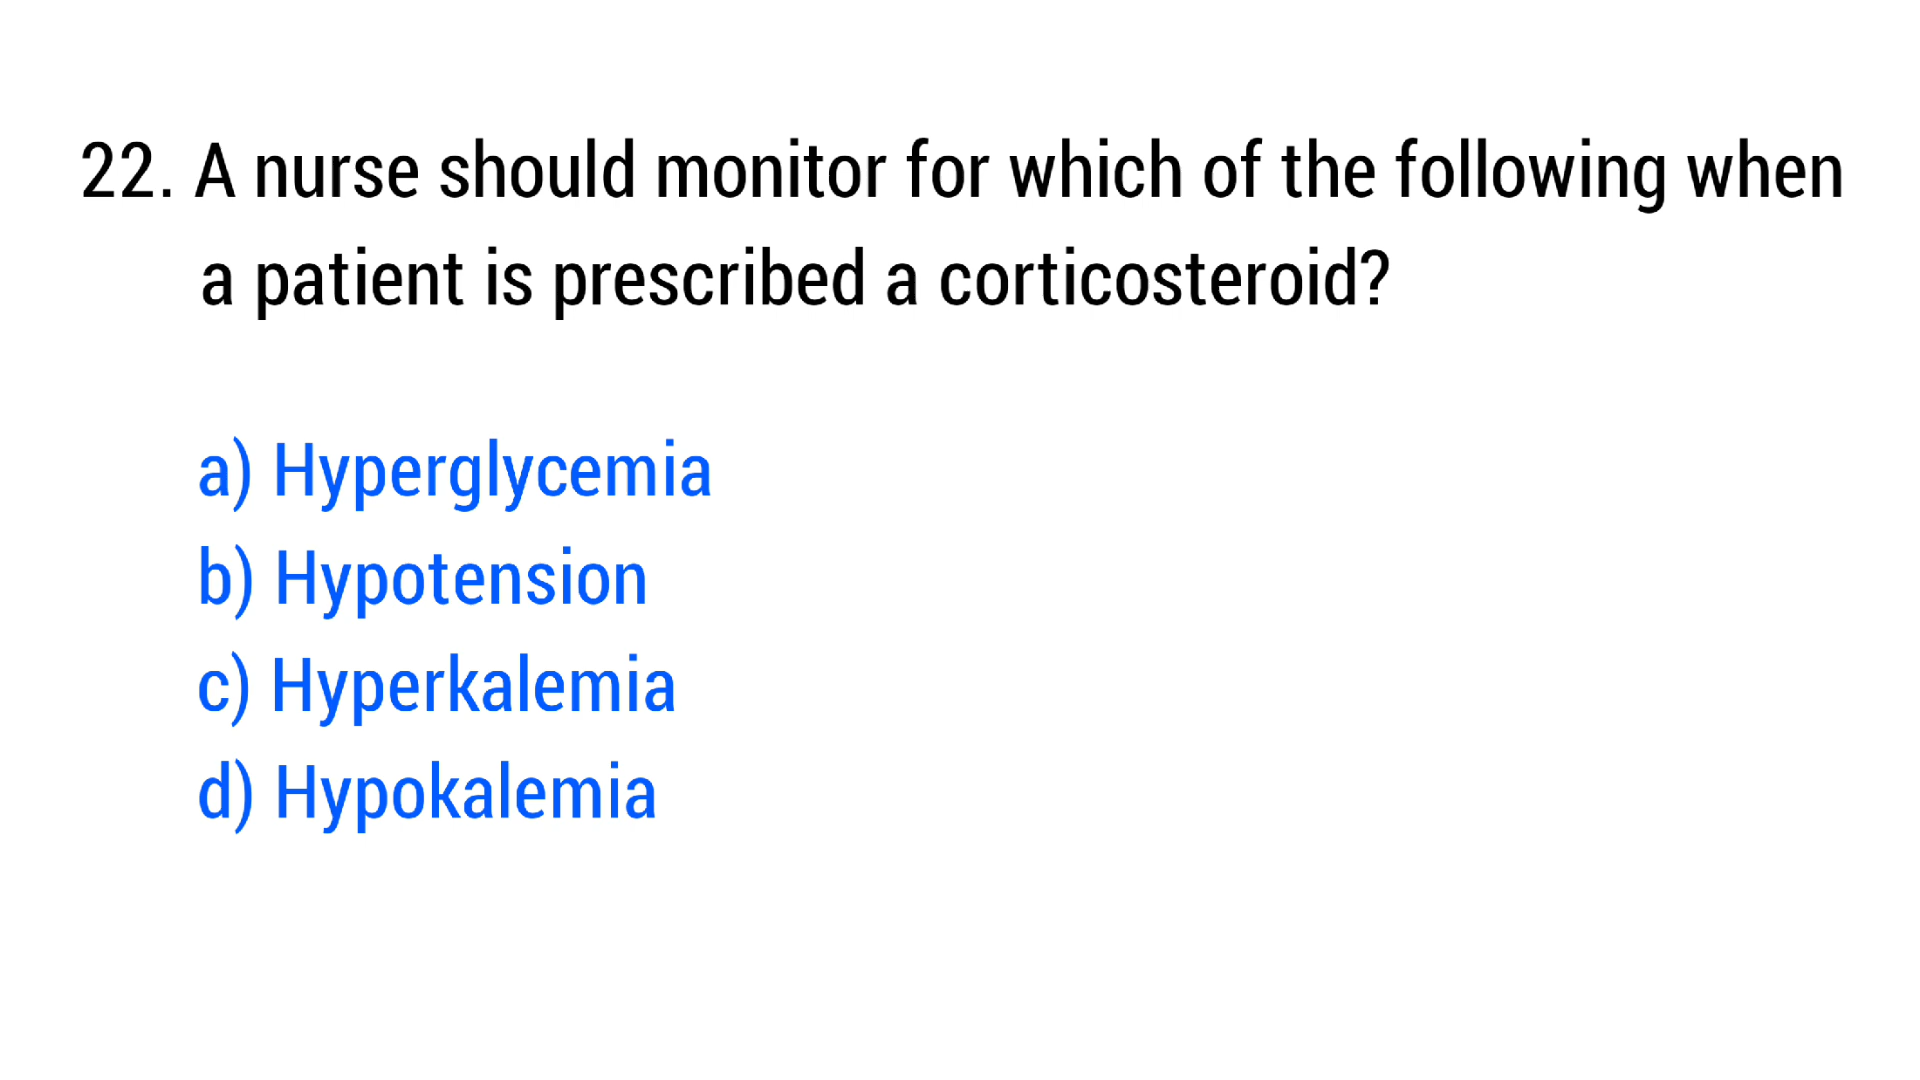 22. A nurse should monitor for which of the following when
a patient is prescribed a corticosteroid?
a) Hyperglycemia
b) Hypotension
c) Hyperkalemia
d) Hypokalemia